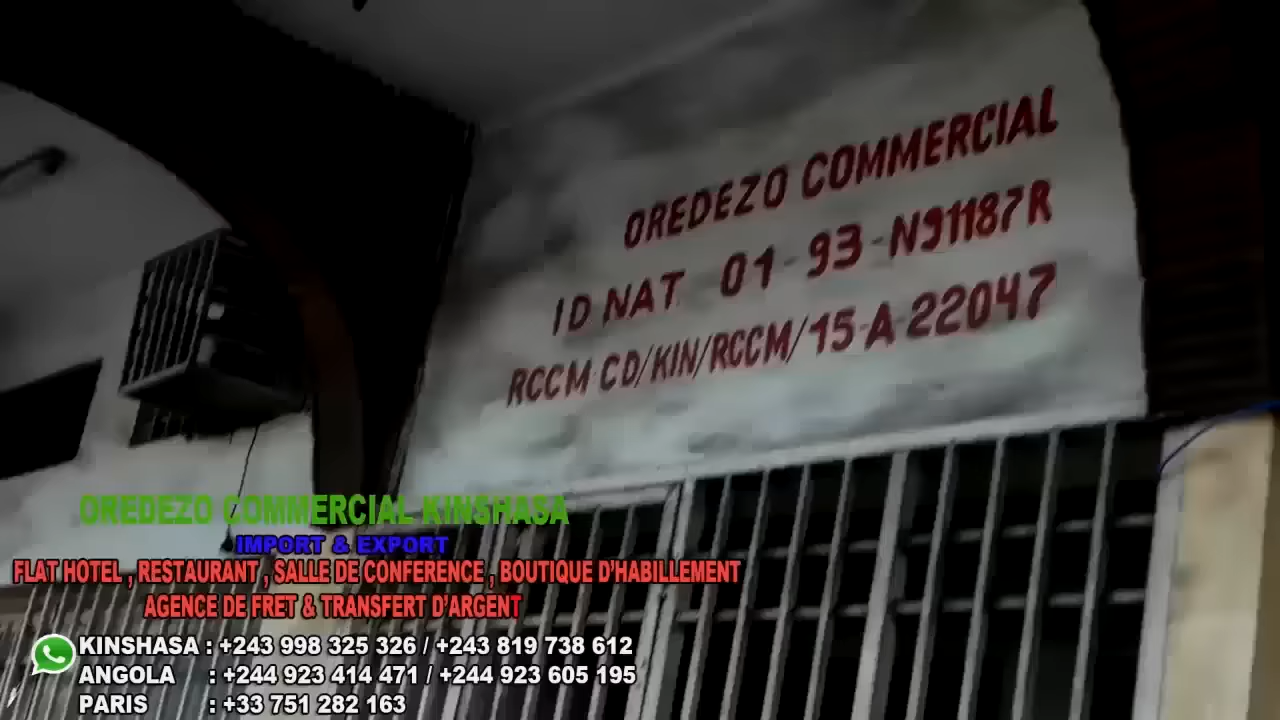 OREDEZO COMMERCIAL
ID NAT 01-93-N91187R
RCCM CD/KIN/RCCM/15-A-22047
OREDEZO COMMERCIAL KINSHASA
IMPORT & EXPORT
FLAT HOTEL , RESTAURANT , SALLE DE CONFERENCE , BOUTIQUE D'HABILLEMENT
AGENCE DE FRET & TRANSFERT D'ARGENT
KINSHASA : +243 998 325 326 / +243 819 738 612
ANGOLA : +244 923 414 471 / +244 923 605 195
PARIS : +33 751 282 163